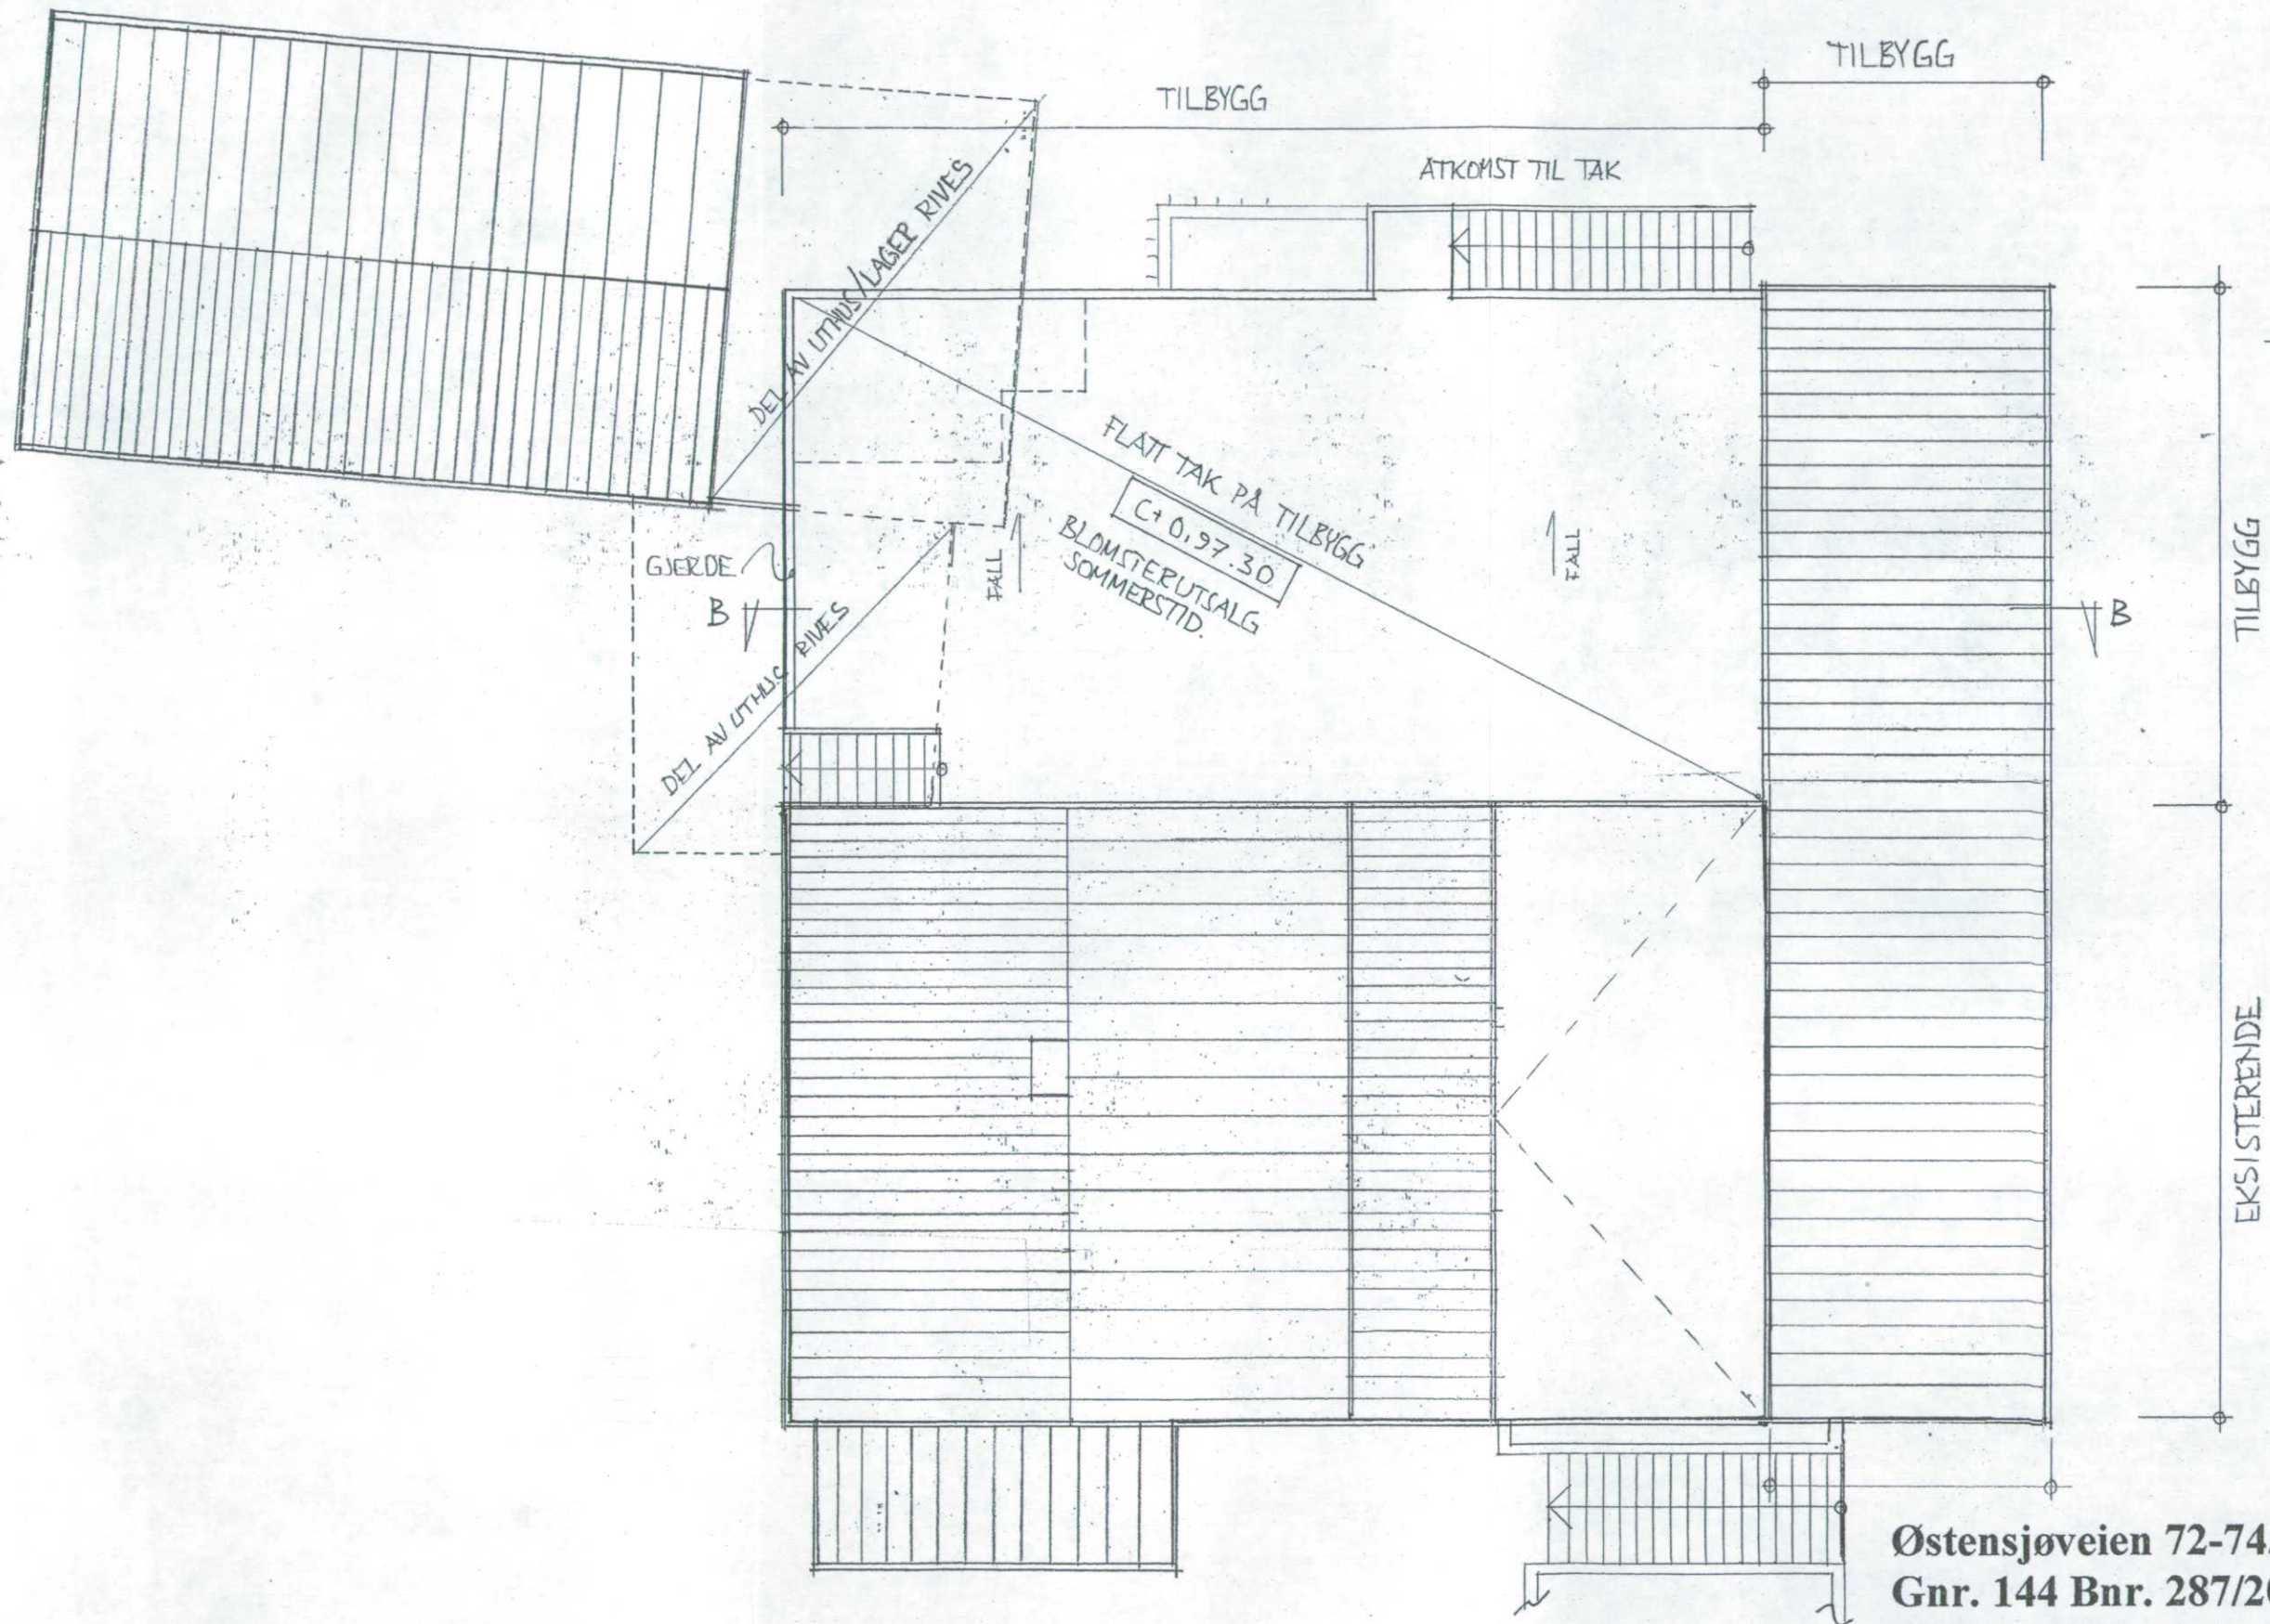 TILBYGG
TILBYGG
ATKOMST TIL TAK
DEL AV UTHUS/LAGER RIVES
FLATT TAK PÅ TILBYGG
C+ 0.97.30
BLOMSTERUTSALG
SOMMERSTID.
FALL
FALL
GJERDE
B
B
DEL AV UTHUS RIVES
TILBYGG
EKSISTERENDE
Østensjøveien 72-74
Gnr. 144 Bnr. 287/2